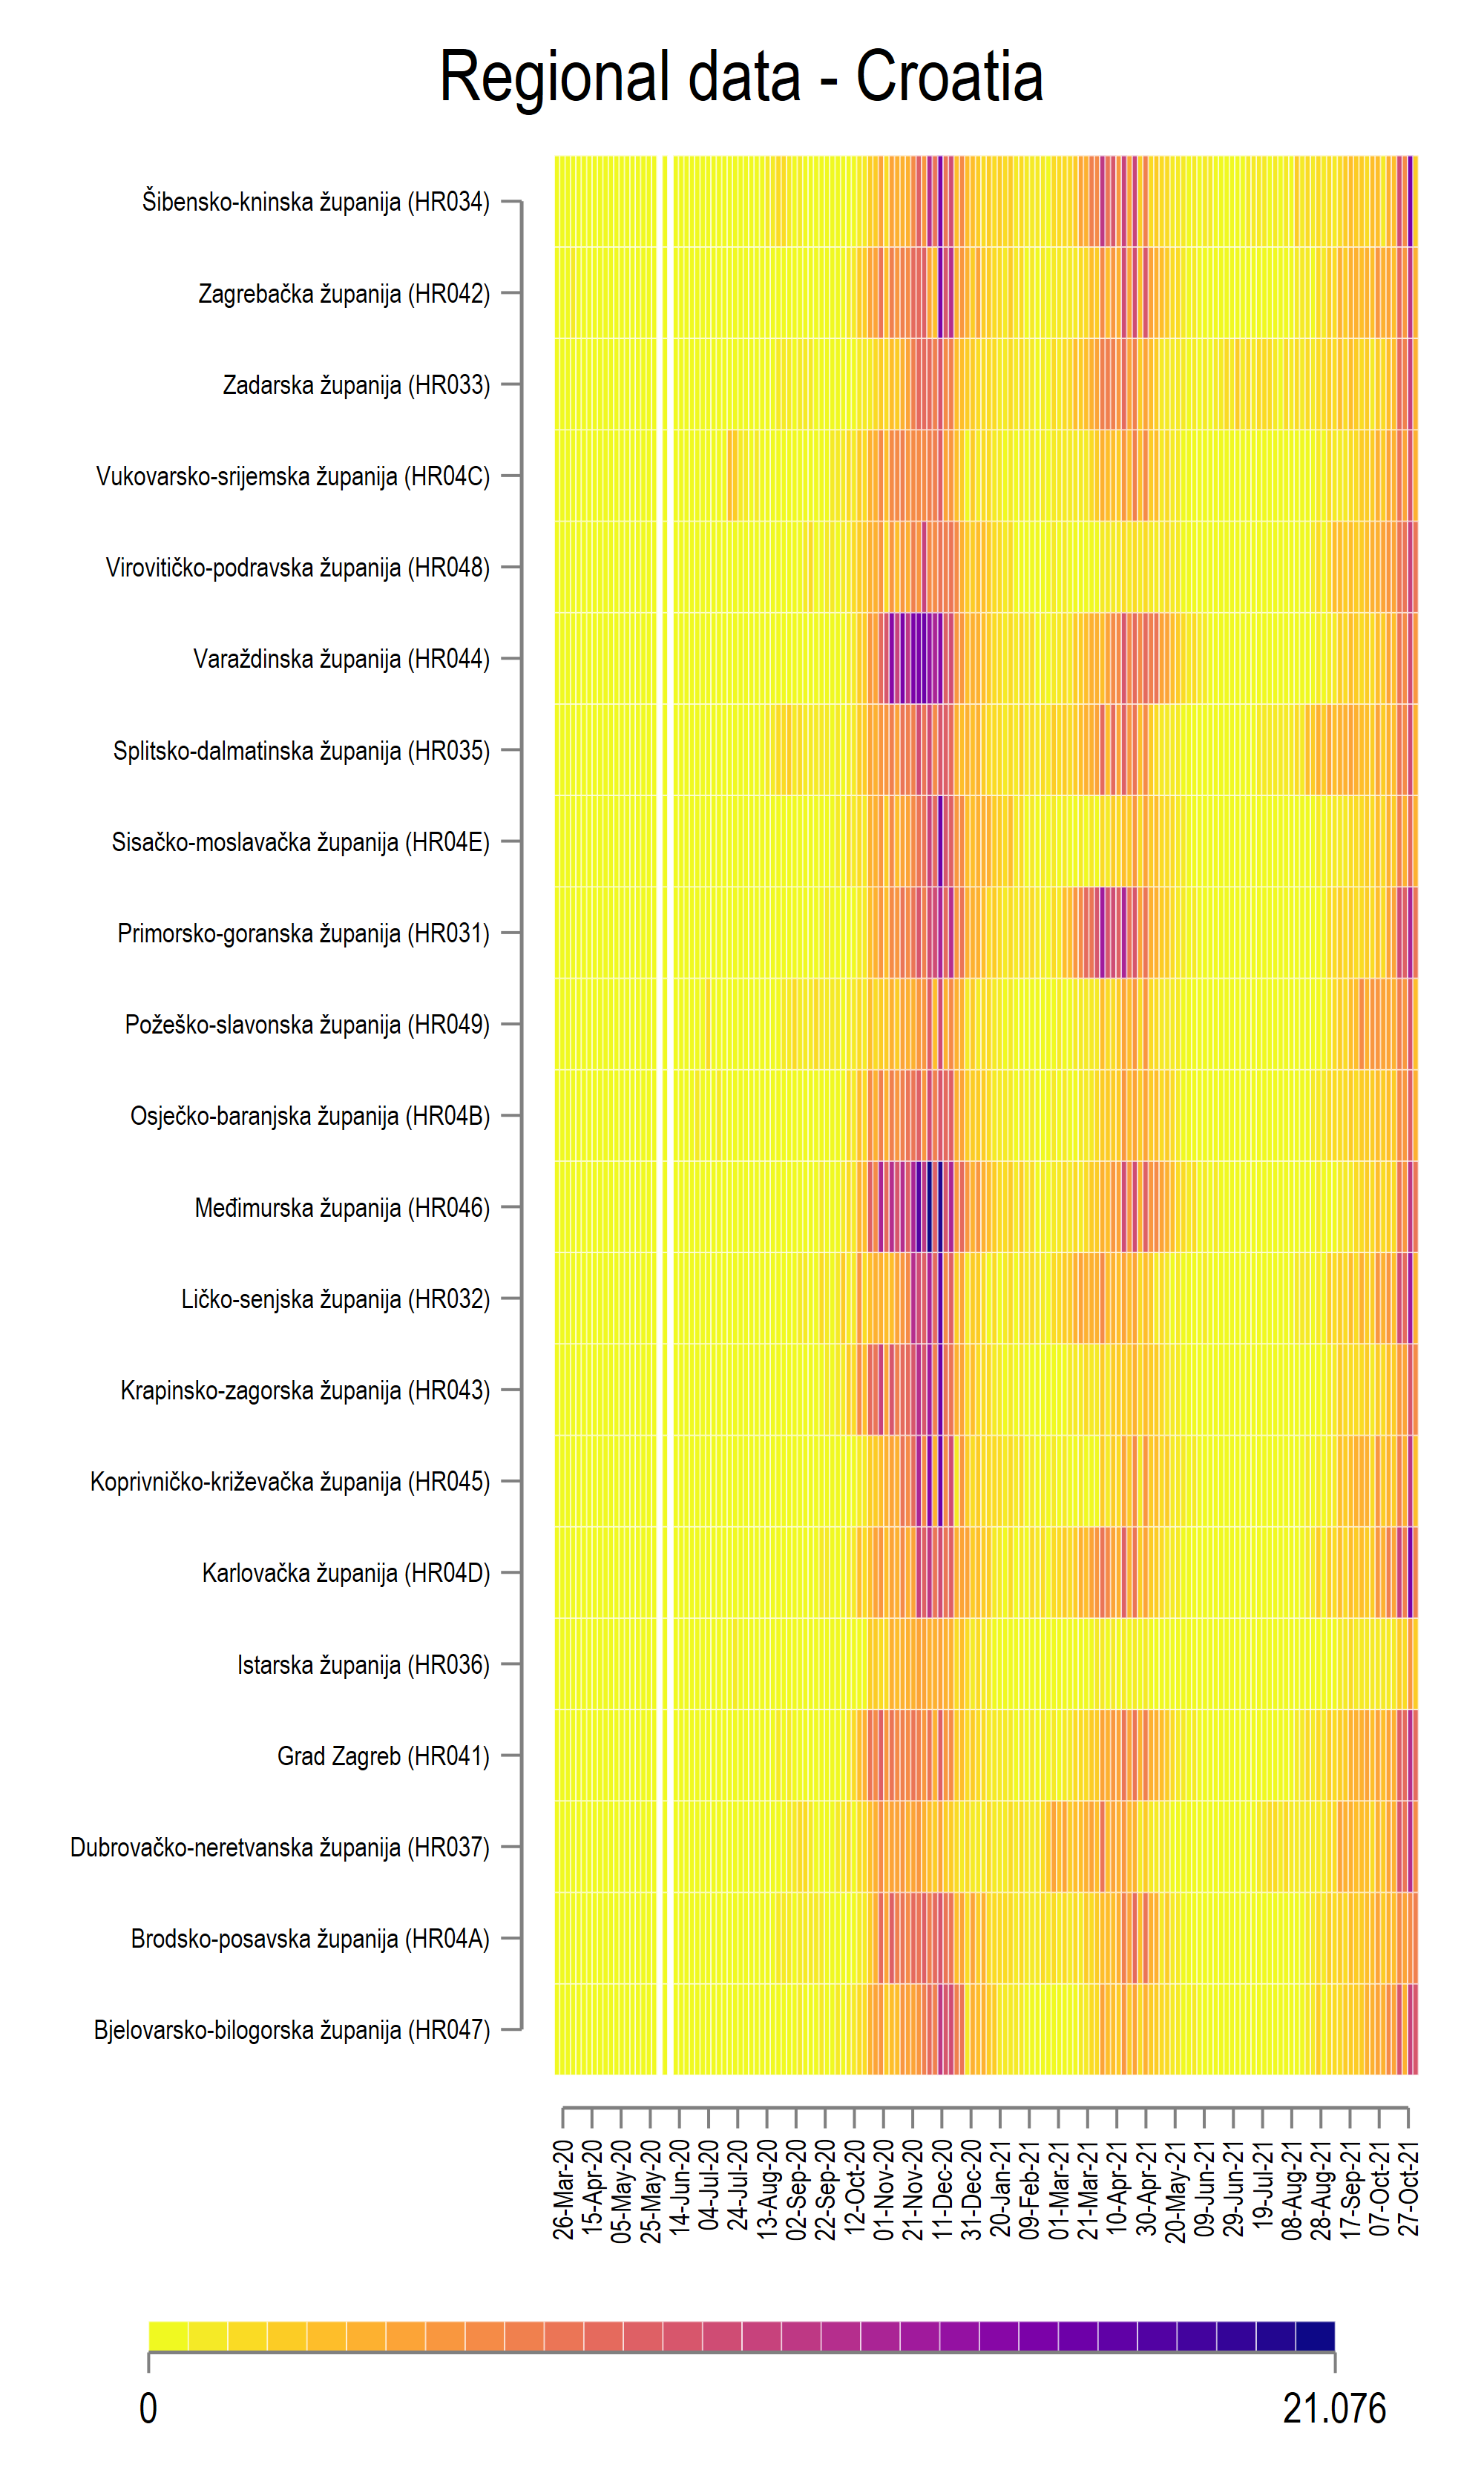 Regional data - Croatia
Šibensko-kninska županija (HR034)
Zagrebačka županija (HR042)
Zadarska županija (HR033)
Vukovarsko-srijemska županija (HR04C)
Virovitičko-podravska županija (HR048)
Varaždinska županija (HR044)
Splitsko-dalmatinska županija (HR035)
Sisačko-moslavačka županija (HR04E)
Primorsko-goranska županija (HR031)
Požeško-slavonska županija (HR049)
Osječko-baranjska županija (HR04B)
Međimurska županija (HR046)
Ličko-senjska županija (HR032)
Krapinsko-zagorska županija (HR043)
Koprivničko-križevačka županija (HR045)
Karlovačka županija (HR04D)
Istarska županija (HR036)
Grad Zagreb (HR041)
Dubrovačko-neretvanska županija (HR037)
Brodsko-posavska županija (HR04A)
Bjelovarsko-bilogorska županija (HR047)
26-Mar-20
15-Apr-20
05-May-20
25-May-20
14-Jun-20
04-Jul-20
24-Jul-20
13-Aug-20
02-Sep-20
22-Sep-20
12-Oct-20
01-Nov-20
21-Nov-20
11-Dec-20
31-Dec-20
20-Jan-21
09-Feb-21
01-Mar-21
21-Mar-21
10-Apr-21
30-Apr-21
20-May-21
09-Jun-21
29-Jun-21
19-Jul-21
08-Aug-21
28-Aug-21
17-Sep-21
07-Oct-21
27-Oct-21
0
21.076